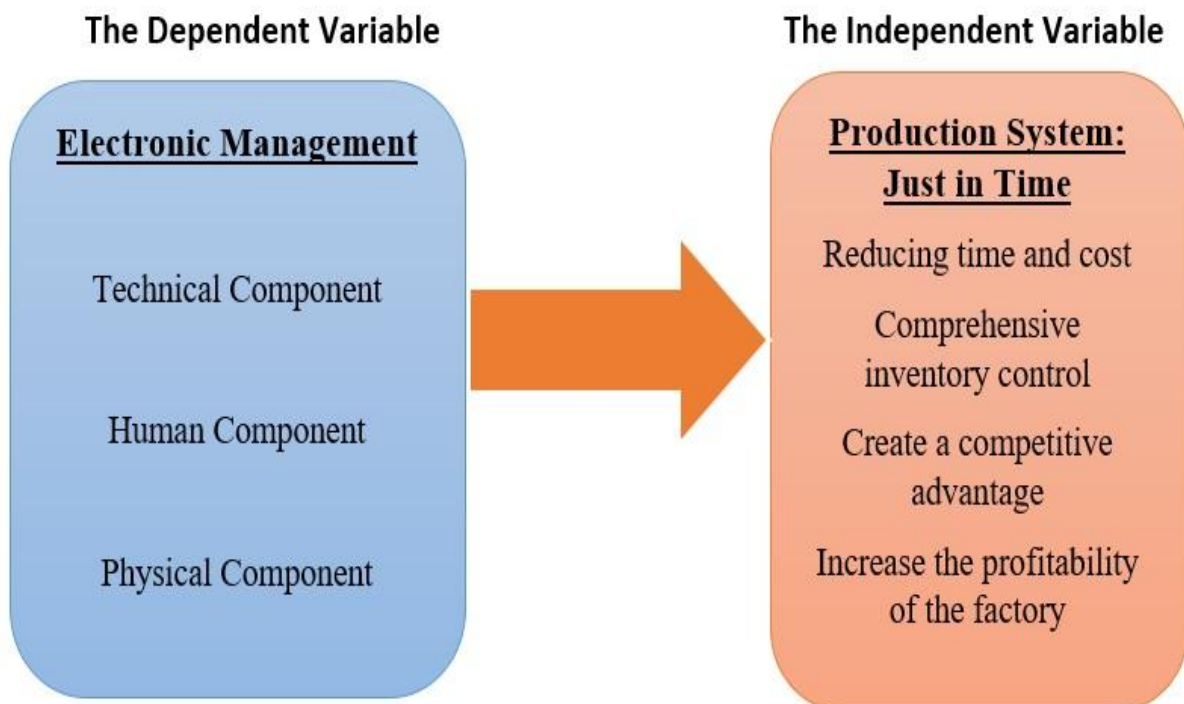 The Dependent Variable
Electronic Management
Technical Component
Human Component
Physical Component
The Independent Variable
Production System:
Just in Time
Reducing time and cost
Comprehensive
inventory control
Create a competitive
advantage
Increase the profitability
of the factory